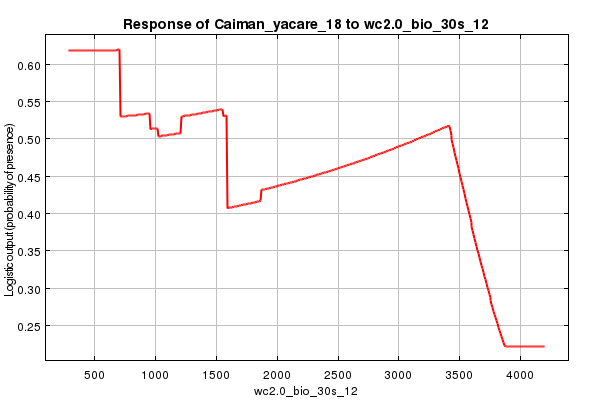 Response of Caiman_yacare_18 to wc2.0_bio_30s_12
Logistic output (probability of presence)
0.60
0.55
0.50
0.45
0.40
0.35
0.30
0.25
500 1000 1500 2000 2500 3000 3500 4000
wc2.0_bio_30s_12